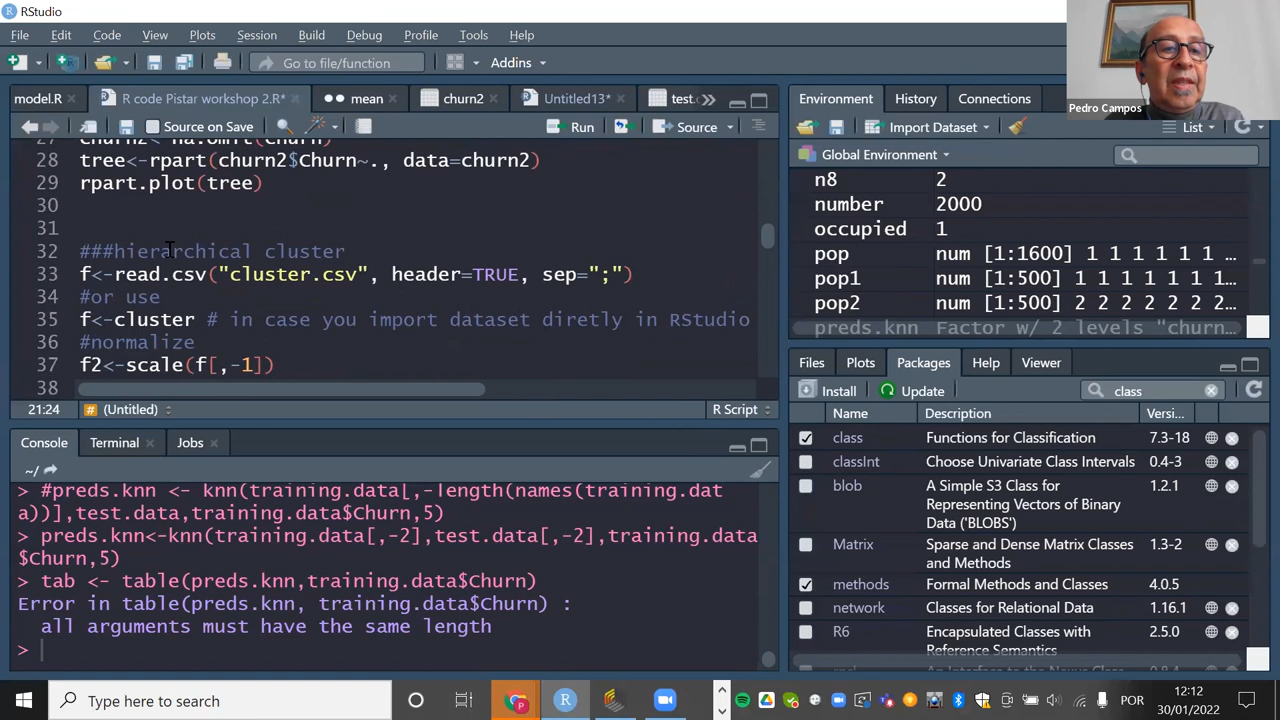 RStudio
File Edit Code View Plots Session Build Debug Profile Tools Help
Go to file/function Addins
Pedro Campos
model.R R code Pistar workshop 2.R* mean churn2 Untitled13* test.
Source on Save Run Source
28 tree<-rpart(churn2$Churn~., data=churn2)
29 rpart.plot(tree)
30
31
32 ###hierarchical cluster
33 f<-read.csv("cluster.csv", header=TRUE, sep=";")
34 #or use
35 f<-cluster # in case you import dataset diretly in RStudio
36 #normalize
37 f2<-scale(f[,-1])
38
21:24 (Untitled) R Script
Console Terminal Jobs
~/
> #preds.knn <- knn(training.data[,-length(names(training.dat
a))],test.data,training.data$Churn,5)
> preds.knn<-knn(training.data[,-2],test.data[,-2],training.data
$Churn,5)
> tab <- table(preds.knn,training.data$Churn)
Error in table(preds.knn, training.data$Churn) :
all arguments must have the same length
>
Environment History Connections
Import Dataset List
Global Environment
n8 2
number 2000
occupied 1
pop num [1:1600] 1 1 1 1 1 …
pop1 num [1:500] 1 1 1 1 1 1 1…
pop2 num [1:500] 2 2 2 2 2 2 2…
preds.knn Factor w/ 2 levels "churn…
Files Plots Packages Help Viewer
Install Update class
Name Description Versi...
class Functions for Classification 7.3-18
classInt Choose Univariate Class Intervals 0.4-3
blob A Simple S3 Class for
Representing Vectors of Binary
Data ('BLOBS') 1.2.1
Matrix Sparse and Dense Matrix Classes
and Methods 1.3-2
methods Formal Methods and Classes 4.0.5
network Classes for Relational Data 1.16.1
R6 Encapsulated Classes with
Reference Semantics 2.5.0
Type here to search
POR
12:12
30/01/2022